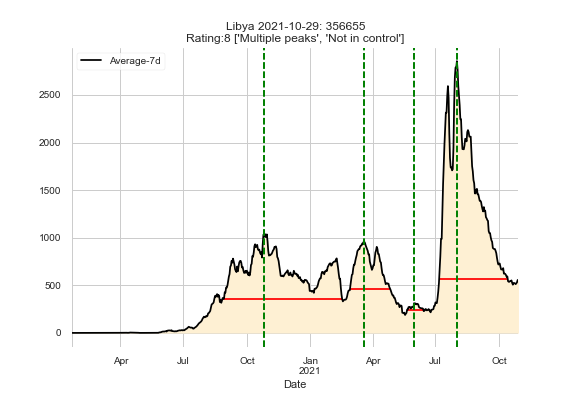 Libya 2021-10-29: 356655
Rating:8 ['Multiple peaks', 'Not in control']
Average-7d
2500
2000
1500
1000
500
0
Apr
Jul
Oct
Jan
2021
Apr
Jul
Oct
Date